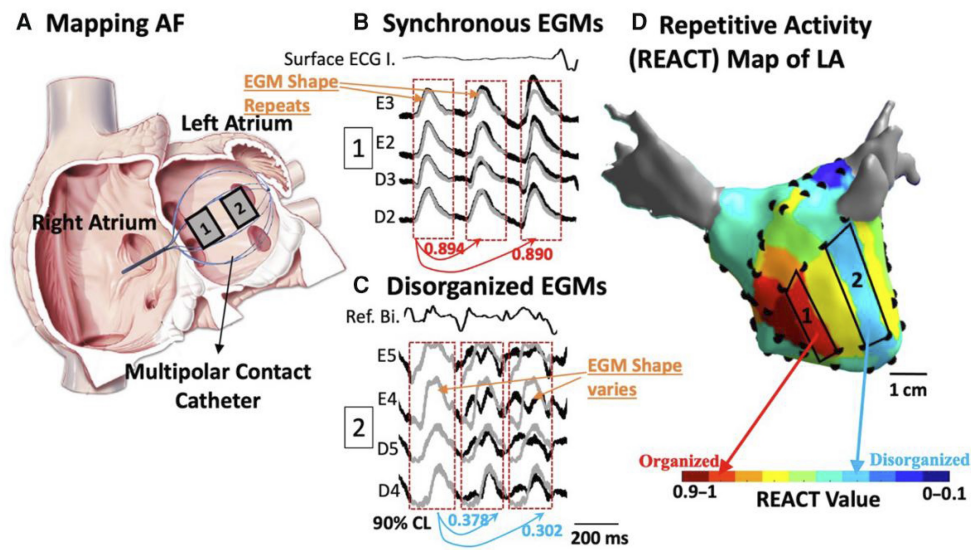 A Mapping AF
Left Atrium
Right Atrium
1
2
Multipolar Contact
Catheter
B Synchronous EGMs
Surface ECG I.
EGM Shape
Repeats
E3
E2
D3
D2
1
0.894
0.890
C Disorganized EGMs
Ref. Bi.
E5
E4
D5
D4
EGM Shape
varies
2
90% CL
0.378
0.302
200 ms
D Repetitive Activity
(REACT) Map of LA
1
2
1 cm
Organized
Disorganized
0.9–1
REACT Value
0–0.1